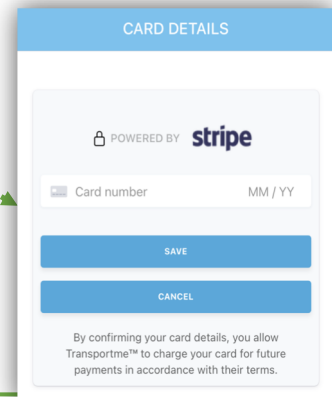 CARD DETAILS
POWERED BY stripe
Card number MM / YY
SAVE
CANCEL
By confirming your card details, you allow
Transportme™ to charge your card for future
payments in accordance with their terms.